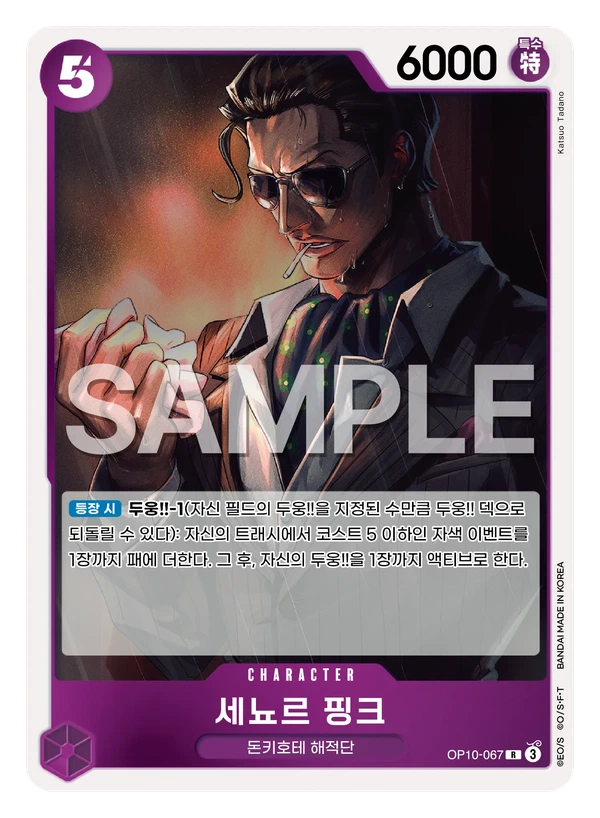 5
6000
특수
特
Katsuo Tadano
SAMPLE
등장 시 두웅!!-1(자신 필드의 두웅!!을 지정된 수만큼 두웅!! 덱으로
되돌릴 수 있다): 자신의 트래시에서 코스트 5 이하인 자색 이벤트를
1장까지 패에 더한다. 그 후, 자신의 두웅!!을 1장까지 액티브로 한다.
CHARACTER
세뇨르 핑크
돈키호테 해적단
OP10-067 R 3
©EO/S ©O/S·F·T BANDAI MADE IN KOREA